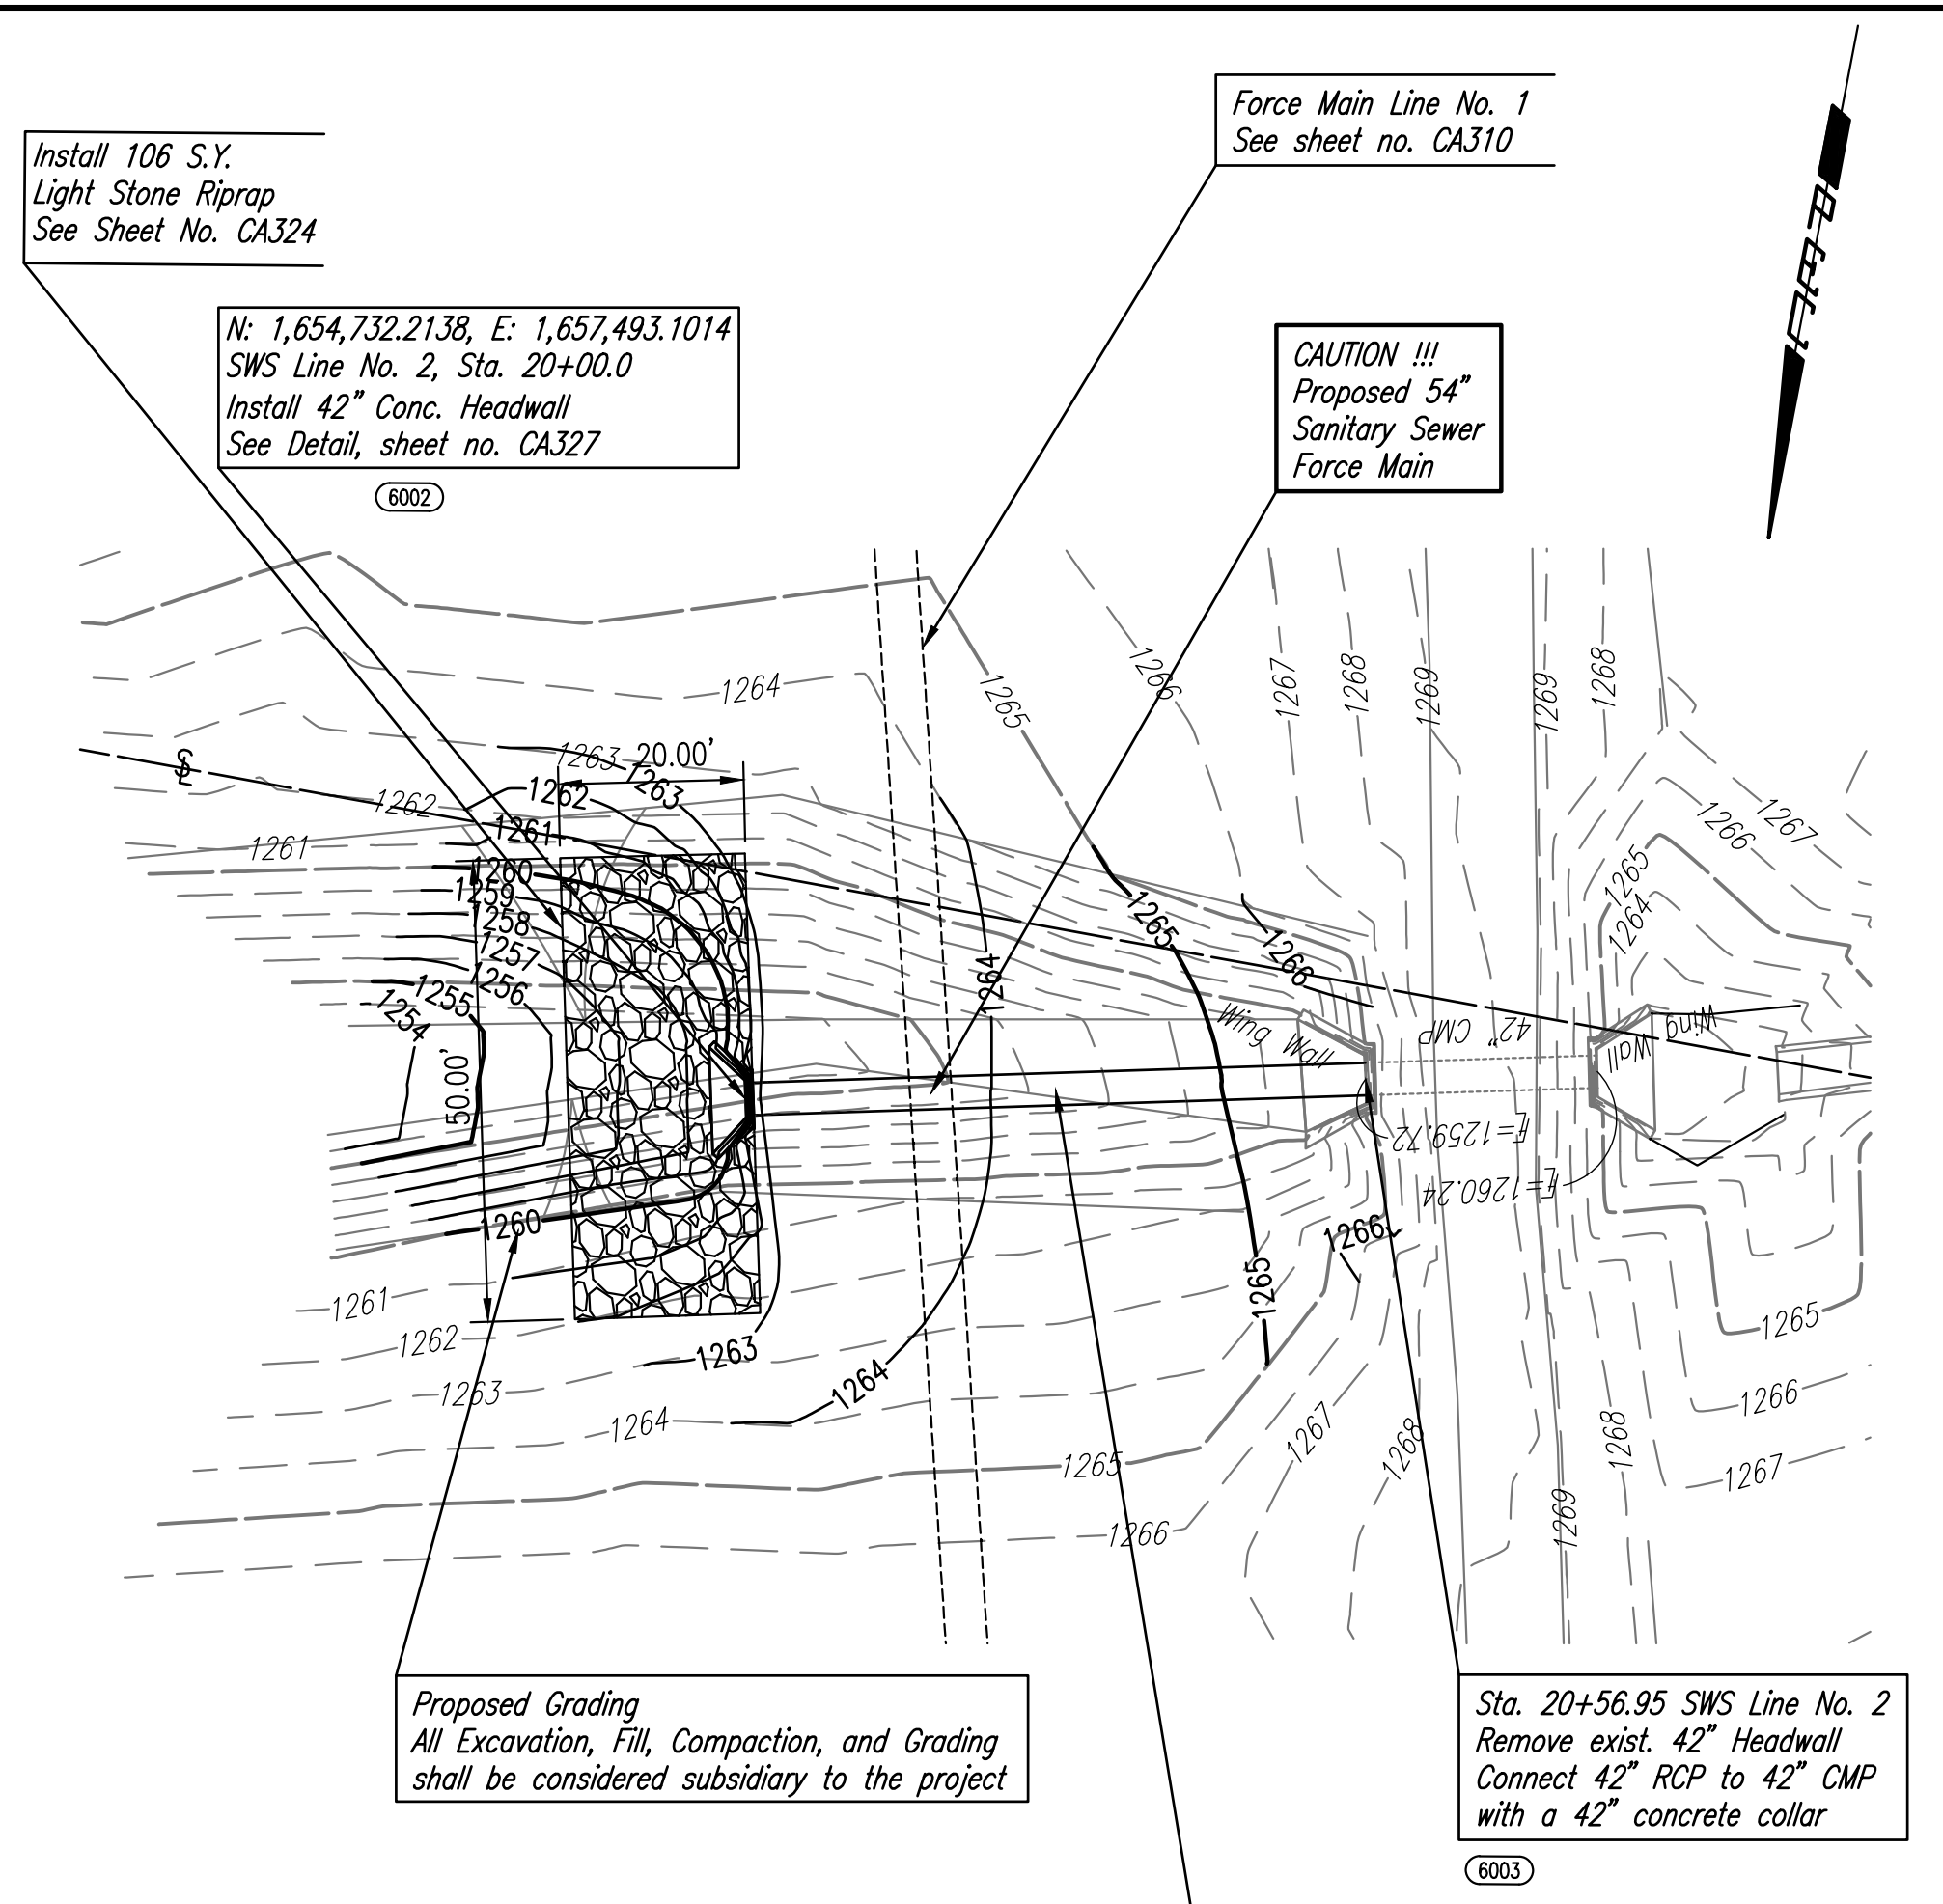 Install 106 S.Y.
Light Stone Riprap
See Sheet No. CA324
Force Main Line No. 1
See sheet no. CA310
N: 1,654,732.2138, E: 1,657,493.1014
SWS Line No. 2, Sta. 20+00.0
Install 42" Conc. Headwall
See Detail, sheet no. CA327
6002
CAUTION !!!
Proposed 54"
Sanitary Sewer
Force Main
1264
1265
1266
1267
1268
1269
1269
1268
1263
20.00'
1263
1262
1262
1261
1261
1260
1259
1258
1257
1256
1255
1254
50.00'
1264
1265
1266
1265
1264
1266
1267
Wing Wall
42" CMP
Wing
Wall
FL=1259.72
FL=1260.24
1260
1261
1262
1263
1264
1263
1264
1265
1266
1265
1266
1267
1268
1269
1268
1265
1266
1267
Proposed Grading
All Excavation, Fill, Compaction, and Grading
shall be considered subsidiary to the project
Sta. 20+56.95 SWS Line No. 2
Remove exist. 42" Headwall
Connect 42" RCP to 42" CMP
with a 42" concrete collar
6003